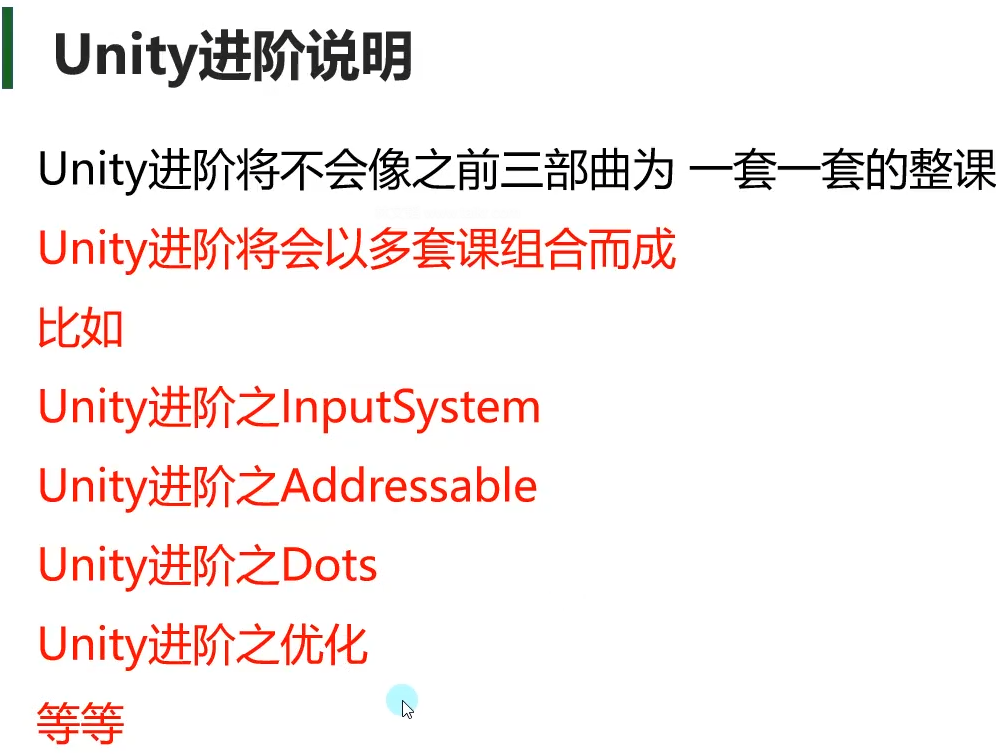 Unity进阶说明
Unity进阶将不会像之前三部曲为 一套一套的整课
Unity进阶将会以多套课组合而成
比如
Unity进阶之InputSystem
Unity进阶之Addressable
Unity进阶之Dots
Unity进阶之优化
等等